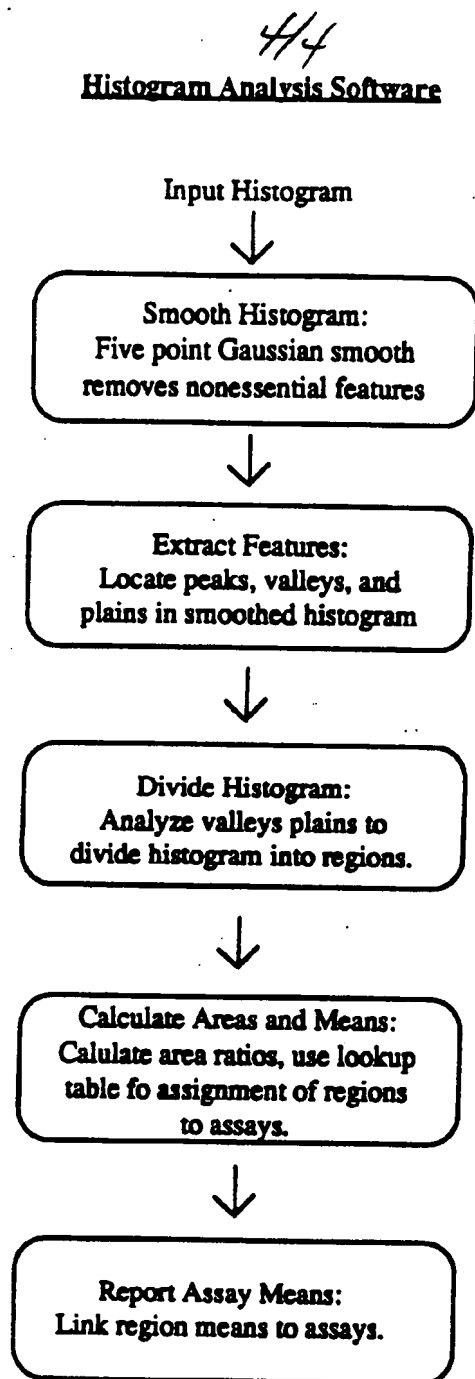 4/4
Histogram Analysis Software
Input Histogram
Smooth Histogram:
Five point Gaussian smooth
removes nonessential features
Extract Features:
Locate peaks, valleys, and
plains in smoothed histogram
Divide Histogram:
Analyze valleys plains to
divide histogram into regions.
Calculate Areas and Means:
Calulate area ratios, use lookup
table fo assignment of regions
to assays.
Report Assay Means:
Link region means to assays.